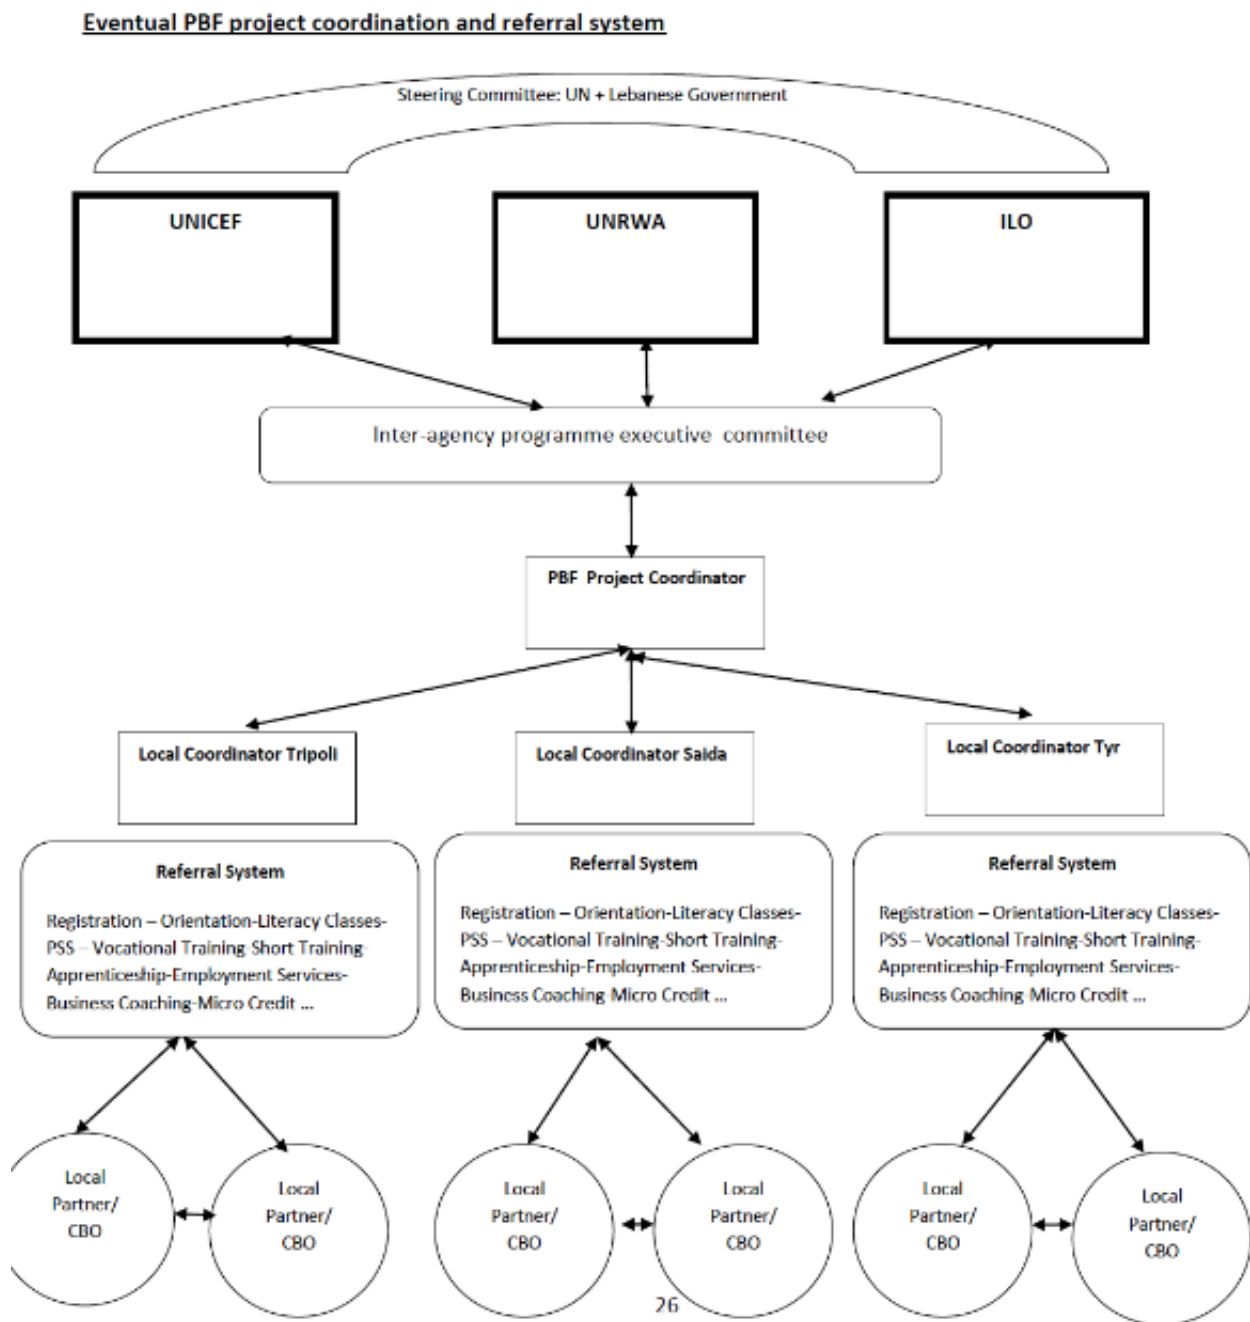 Eventual PBF project coordination and referral system
Steering Committee: UN + Lebanese Government
UNICEF
UNRWA
ILO
Inter-agency programme executive committee
PBF Project Coordinator
Local Coordinator Tripoli
Local Coordinator Saida
Local Coordinator Tyr
Referral System
Registration – Orientation-Literacy Classes-
PSS – Vocational Training-Short Training-
Apprenticeship-Employment Services-
Business Coaching-Micro Credit ...
Referral System
Registration – Orientation-Literacy Classes-
PSS – Vocational Training-Short Training-
Apprenticeship-Employment Services-
Business Coaching-Micro Credit ...
Referral System
Registration – Orientation-Literacy Classes-
PSS – Vocational Training-Short Training-
Apprenticeship-Employment Services-
Business Coaching-Micro Credit ...
Local
Partner/
CBO
Local
Partner/
CBO
Local
Partner/
CBO
Local
Partner/
CBO
Local
Partner/
CBO
Local
Partner/
CBO
26